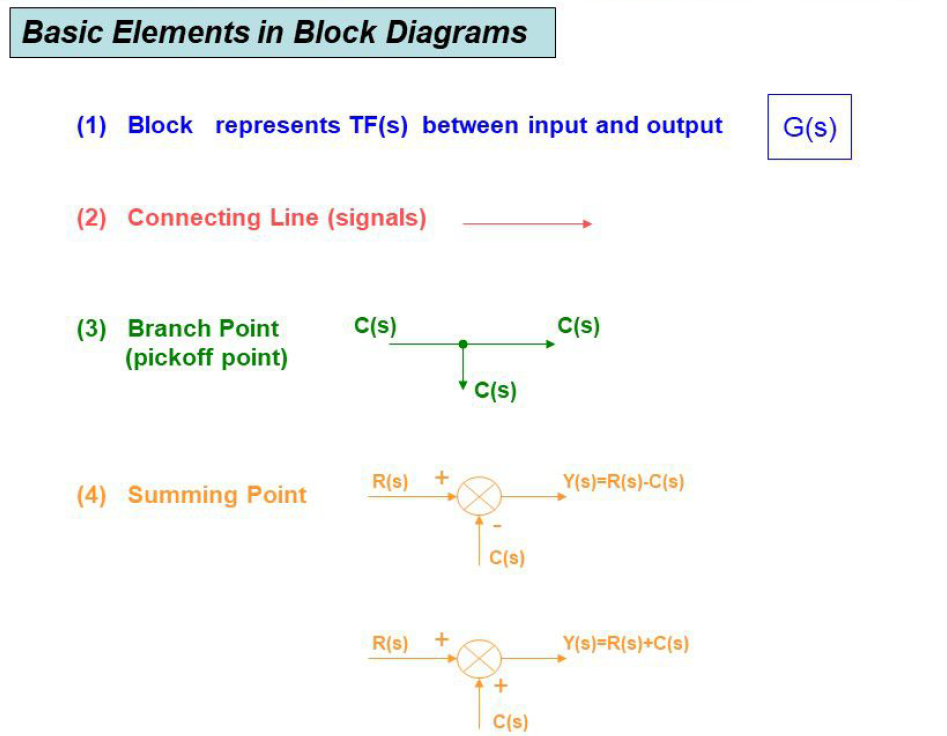 Basic Elements in Block Diagrams
(1) Block represents TF(s) between input and output
G(s)
(2) Connecting Line (signals)
(3) Branch Point
(pickoff point)
C(s)
C(s)
C(s)
(4) Summing Point
R(s) + Y(s)=R(s)-C(s)
-
C(s)
R(s) + Y(s)=R(s)+C(s)
+
C(s)